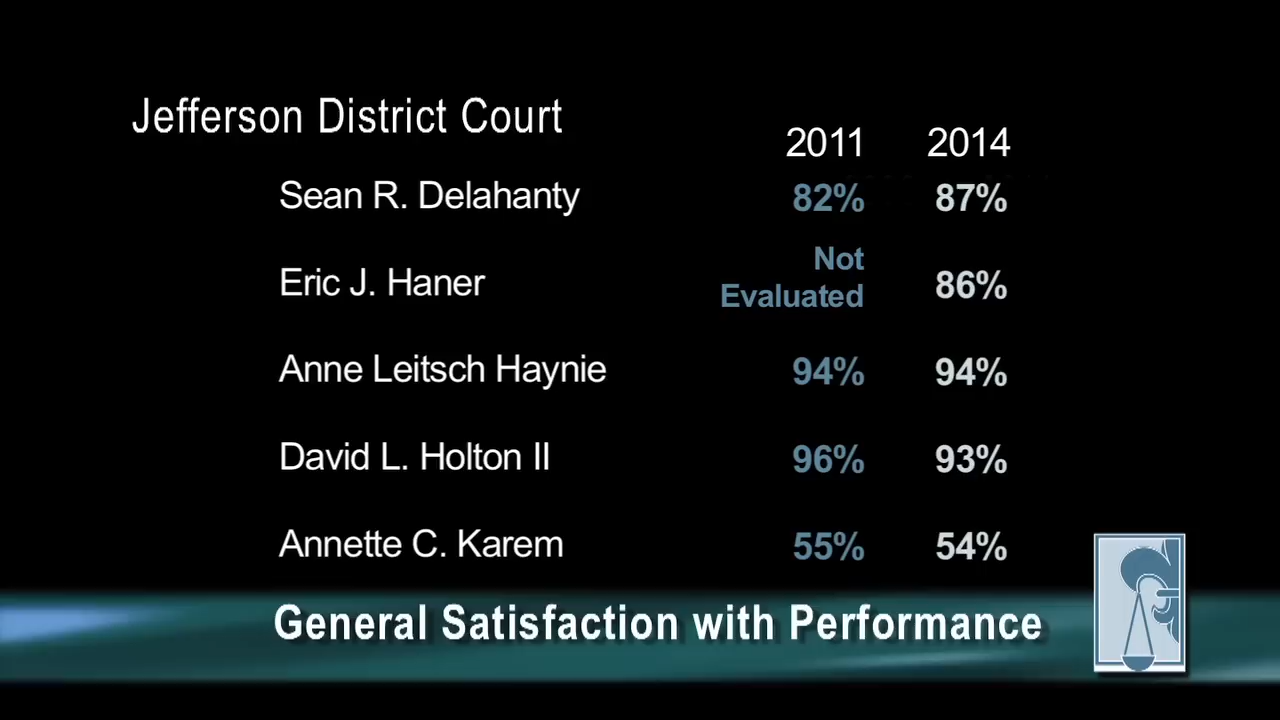 Jefferson District Court
2011 2014
Sean R. Delahanty 82% 87%
Eric J. Haner Not Evaluated 86%
Anne Leitsch Haynie 94% 94%
David L. Holton II 96% 93%
Annette C. Karem 55% 54%
General Satisfaction with Performance